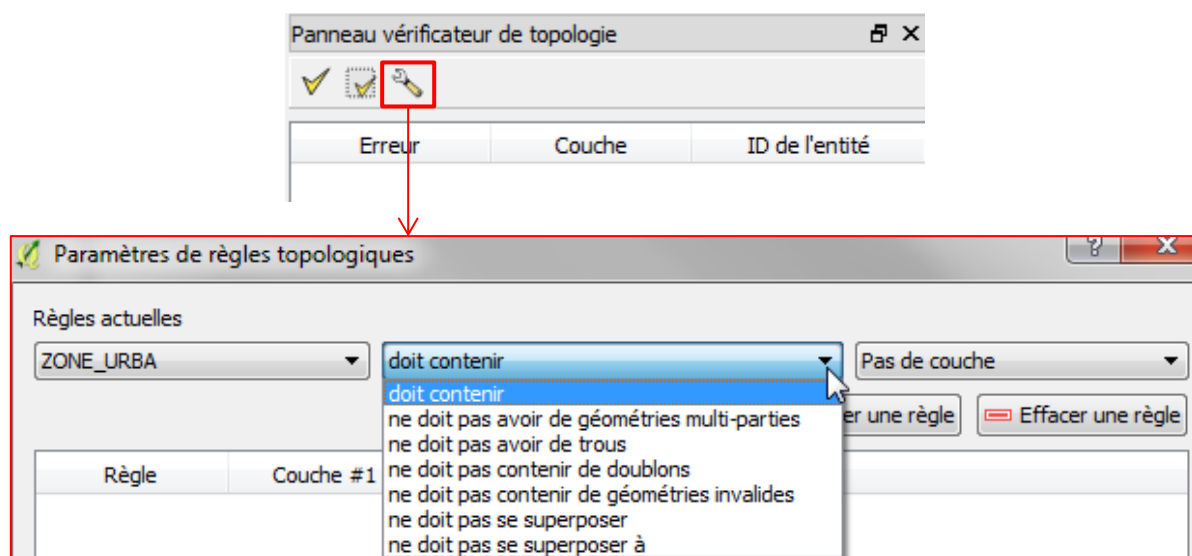 Panneau vérificateur de topologie
Erreur Couche ID de l'entité
Paramètres de règles topologiques
Règles actuelles
ZONE_URBA doit contenir Pas de couche
doit contenir
ne doit pas avoir de géométries multi-parties
er une règle Effacer une règle
ne doit pas avoir de trous
Règle Couche #1
ne doit pas contenir de doublons
ne doit pas contenir de géométries invalides
ne doit pas se superposer
ne doit pas se superposer à